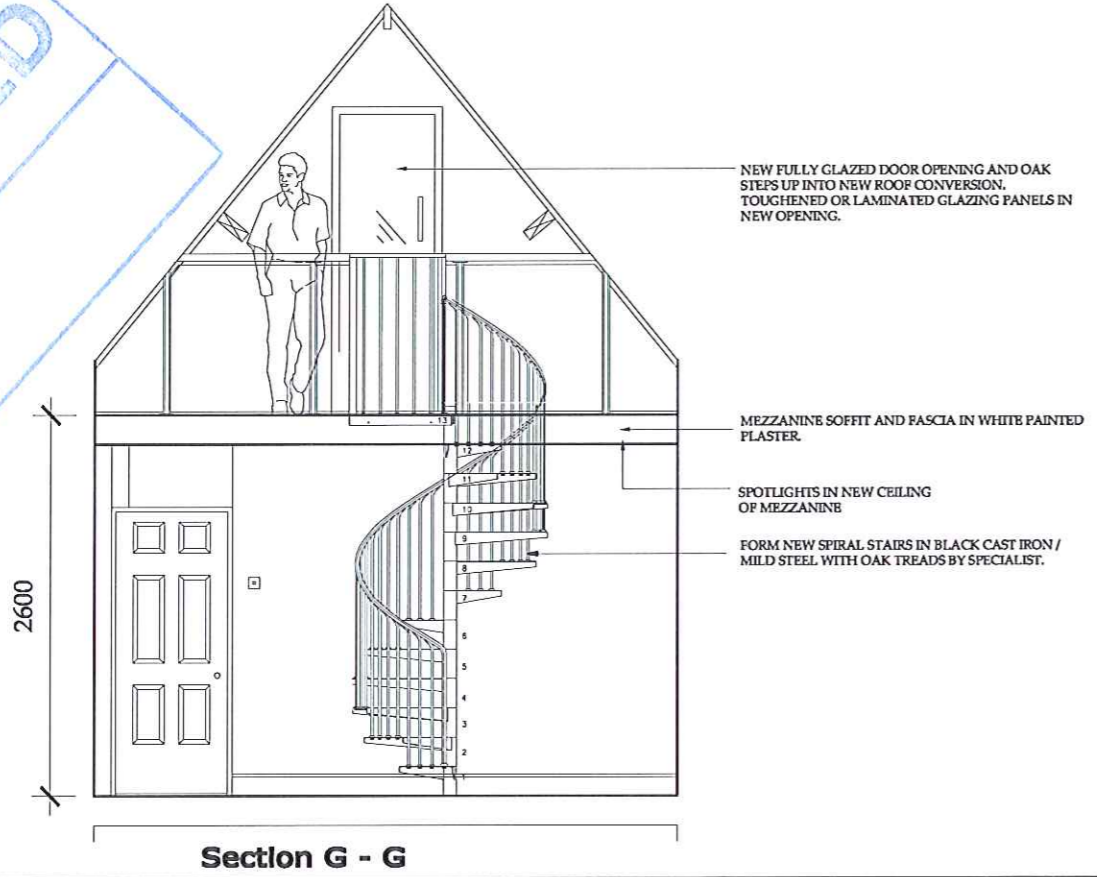 NEW FULLY GLAZED DOOR OPENING AND OAK
STEPS UP INTO NEW ROOF CONVERSION.
TOUGHENED OR LAMINATED GLAZING PANELS IN
NEW OPENING.
MEZZANINE SOFFIT AND FASCIA IN WHITE PAINTED
PLASTER.
SPOTLIGHTS IN NEW CEILING
OF MEZZANINE
FORM NEW SPIRAL STAIRS IN BLACK CAST IRON /
MILD STEEL WITH OAK TREADS BY SPECIALIST.
13
12
11
10
9
8
7
6
5
4
3
2
1
2600
Section G - G